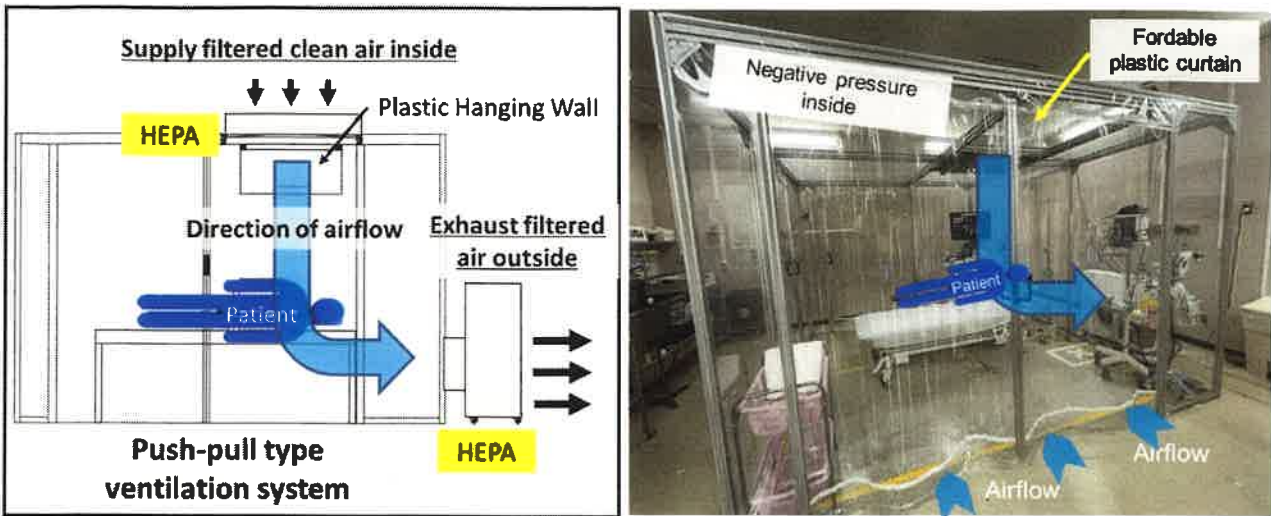 Supply filtered clean air inside
Plastic Hanging Wall
HEPA
Direction of airflow
Exhaust filtered
air outside
Patient
HEPA
Push-pull type
ventilation system
Negative pressure
inside
Fordable
plastic curtain
Patient
Airflow
Airflow